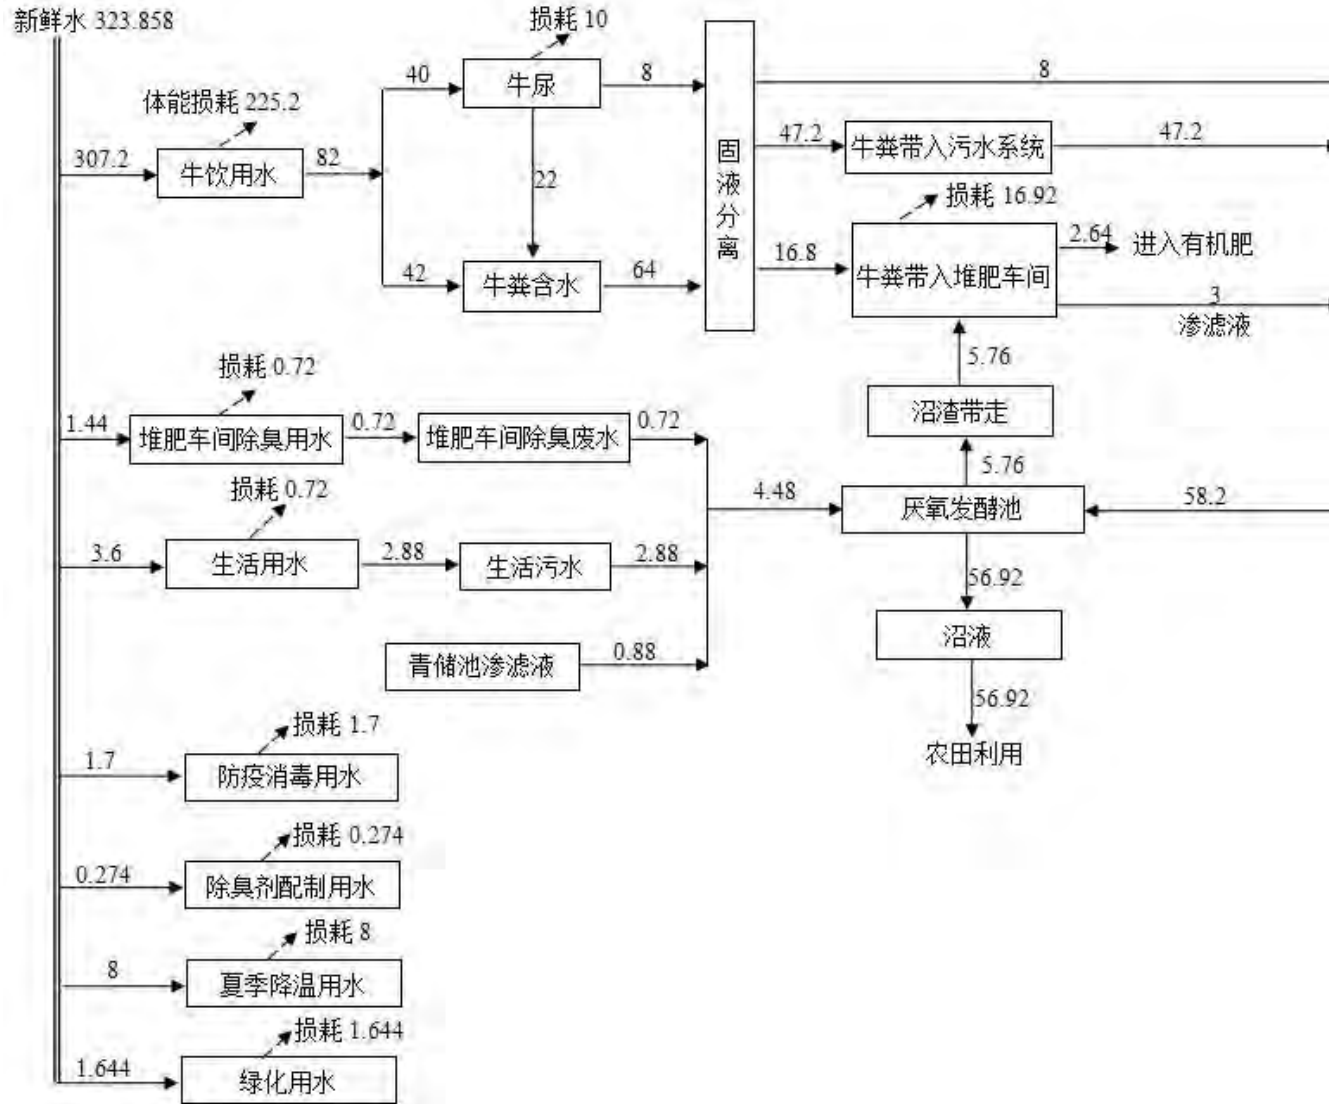 新鲜水 323.858
损耗 10
体能损耗 225.2
307.2
牛饮用水
82
40
牛尿
8
22
42
牛粪含水
64
固液分离
8
47.2
牛粪带入污水系统
47.2
损耗 16.92
16.8
牛粪带入堆肥车间
2.64
进入有机肥
3
渗滤液
5.76
沼渣带走
5.76
损耗 0.72
1.44
堆肥车间除臭用水
0.72
堆肥车间除臭废水
0.72
损耗 0.72
3.6
生活用水
2.88
生活污水
2.88
青储池渗滤液
0.88
4.48
厌氧发酵池
58.2
56.92
沼液
56.92
农田利用
损耗 1.7
1.7
防疫消毒用水
损耗 0.274
0.274
除臭剂配制用水
损耗 8
8
夏季降温用水
损耗 1.644
1.644
绿化用水